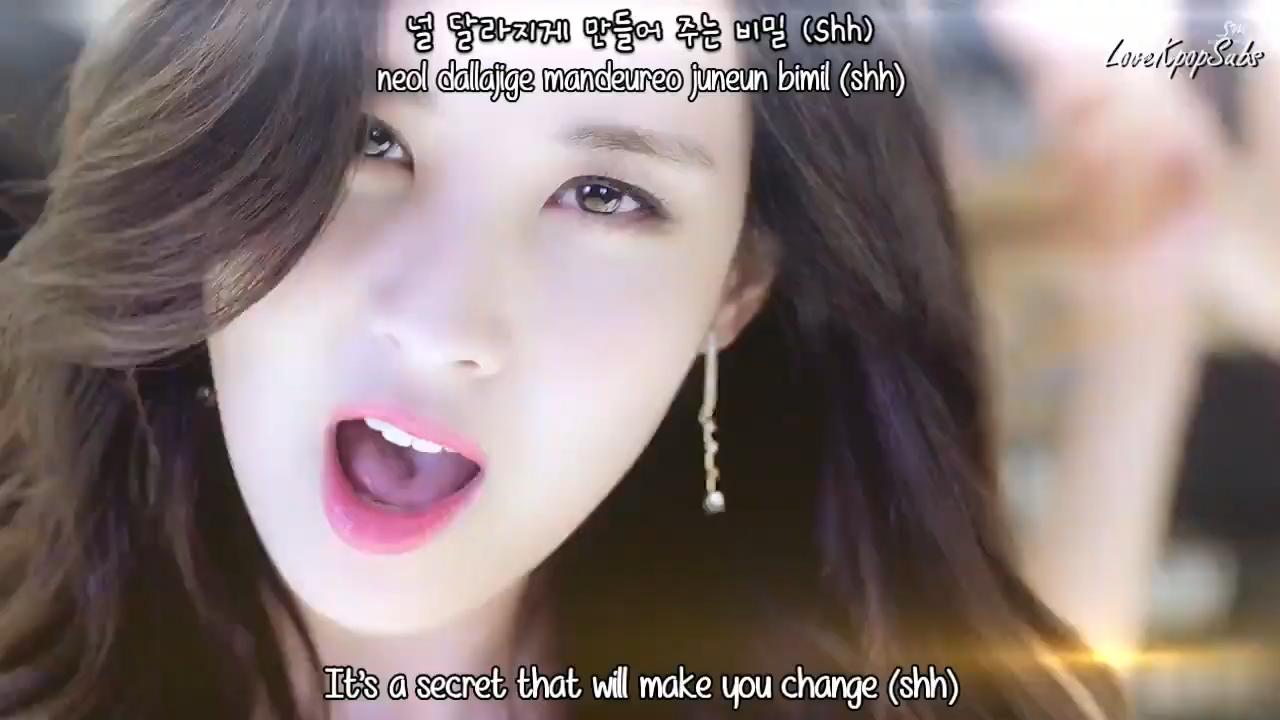 널 달라지게 만들어 주는 비밀 (shh)
neol dallajige mandeureo juneun bimil (shh)
LoveKpopSubs
It's a secret that will make you change (shh)